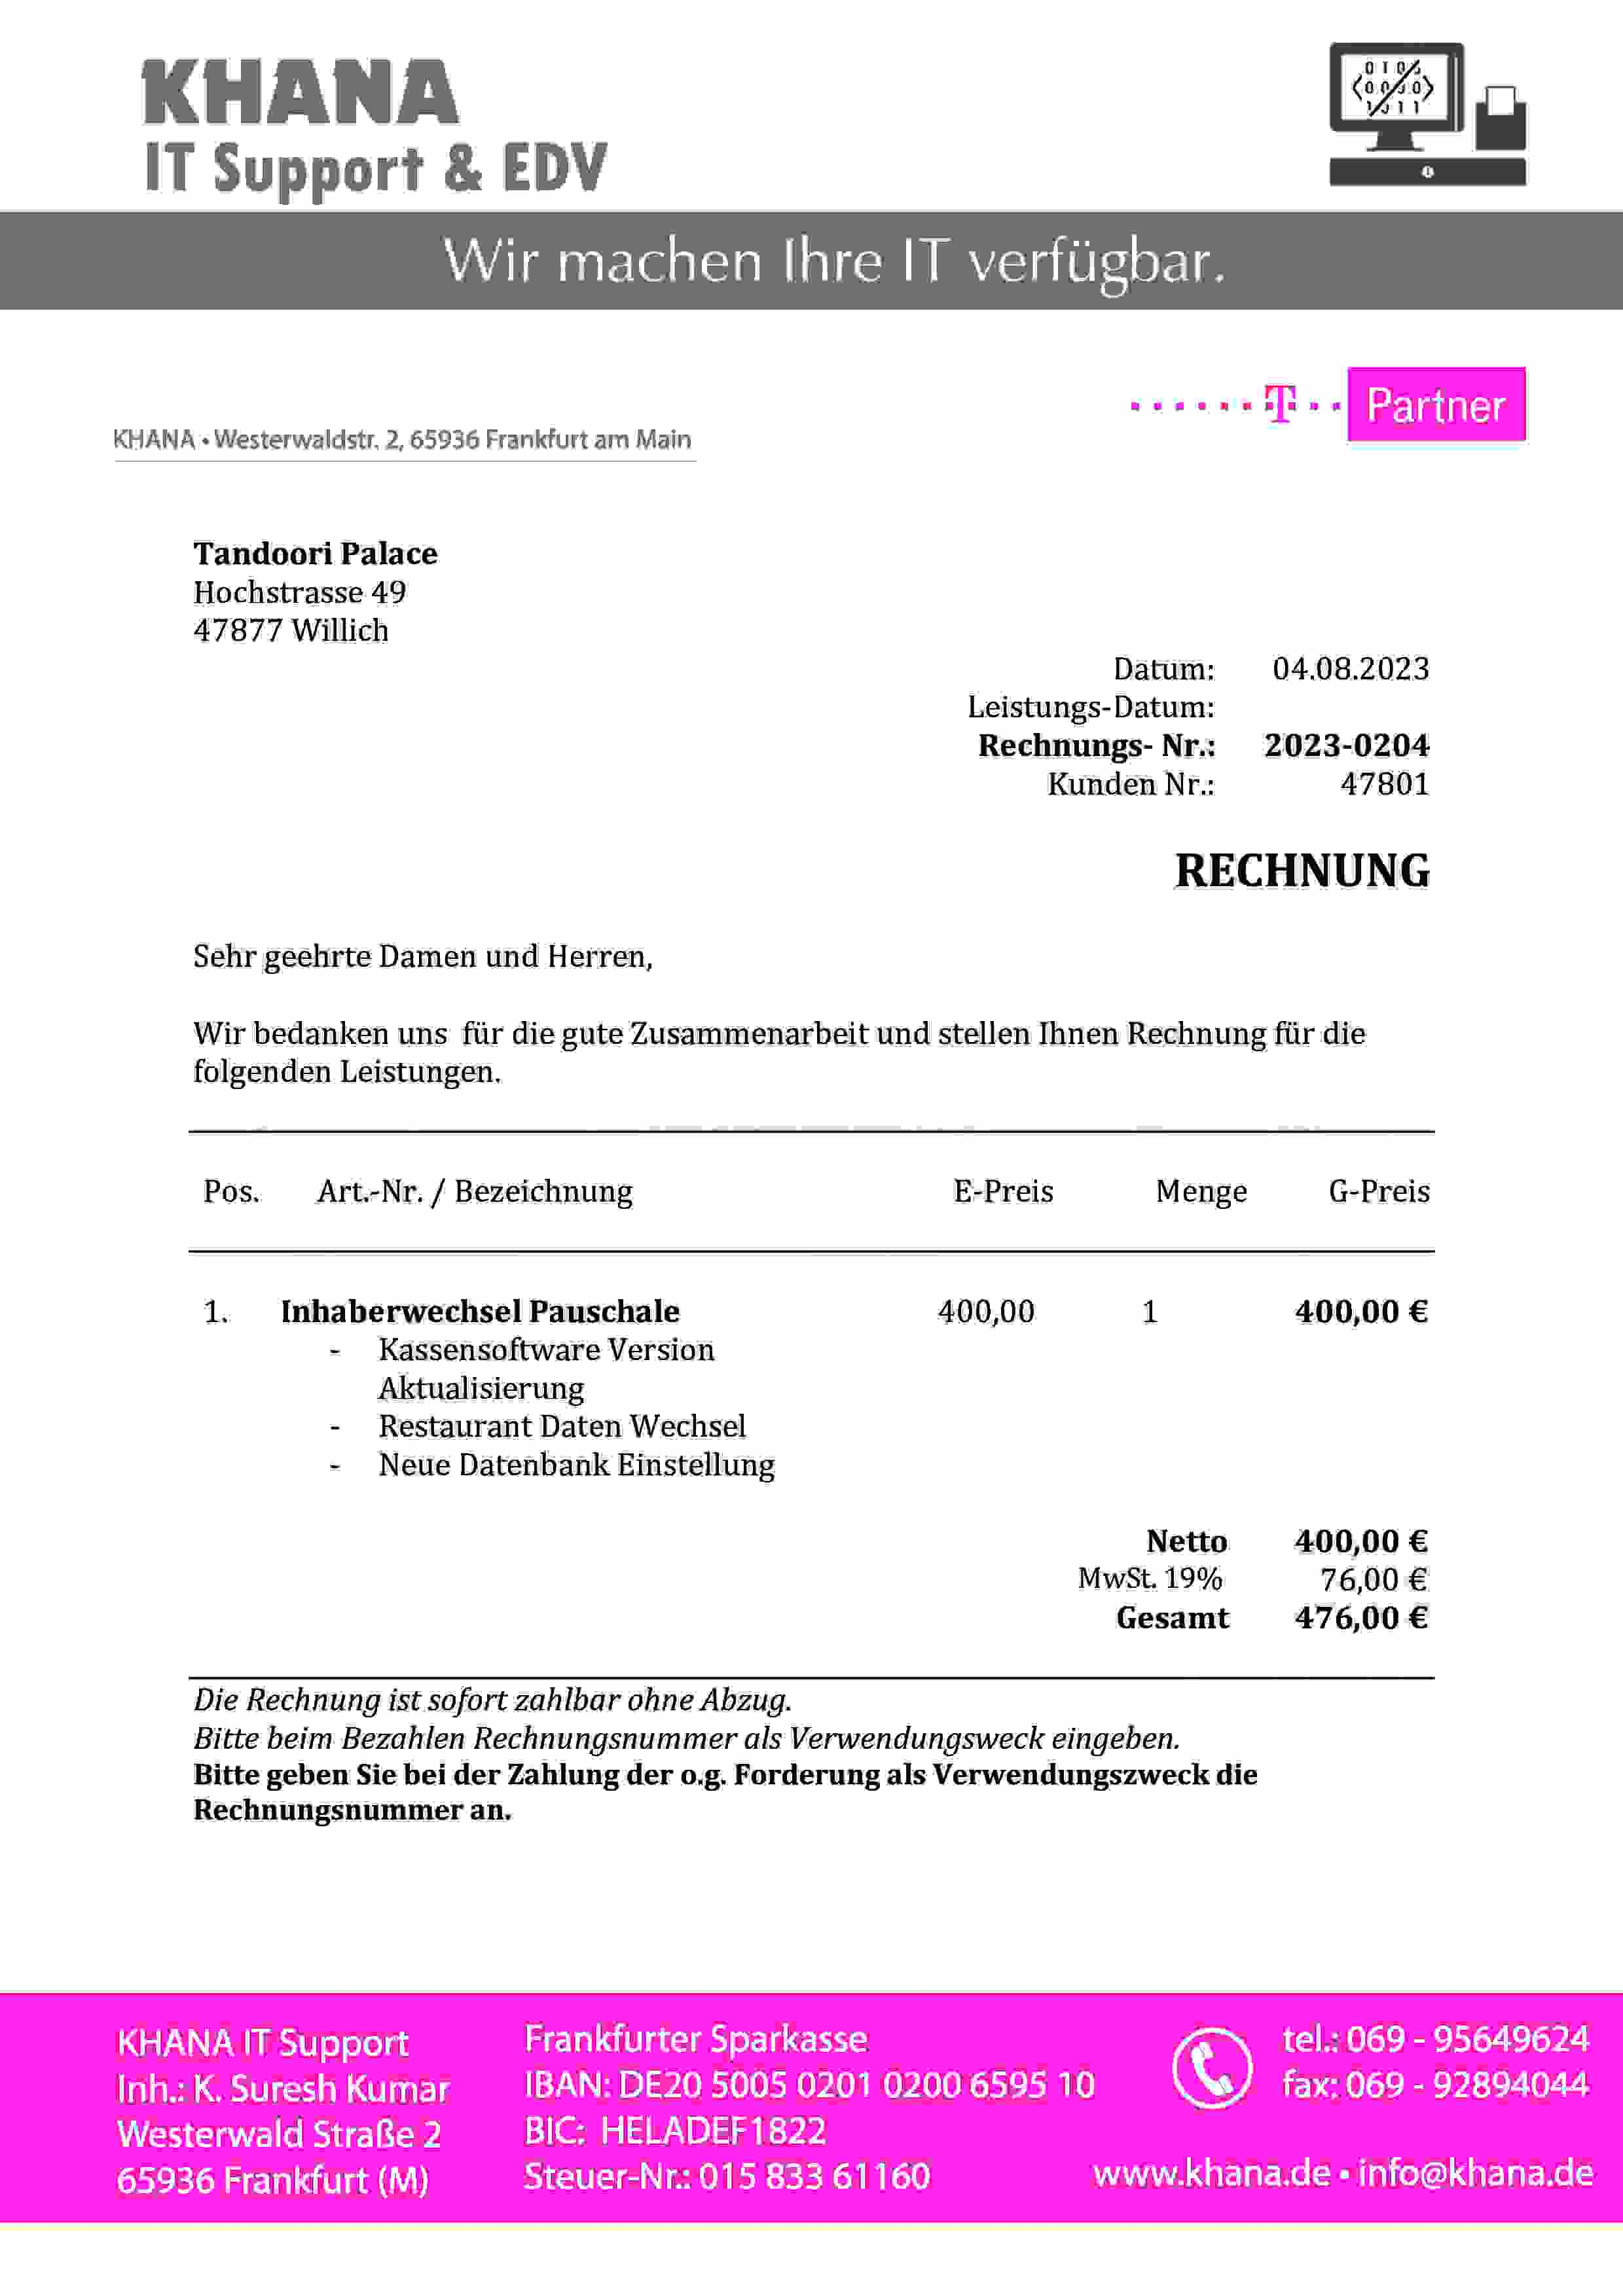 KHANA
IT Support & EDV
Wir machen Ihre IT verfügbar.
T Partner
KHANA • Westerwaldstr. 2, 65936 Frankfurt am Main
Tandoori Palace
Hochstrasse 49
47877 Willich
Datum: 04.08.2023
Leistungs-Datum:
Rechnungs- Nr.: 2023-0204
Kunden Nr.: 47801
RECHNUNG
Sehr geehrte Damen und Herren,
Wir bedanken uns für die gute Zusammenarbeit und stellen Ihnen Rechnung für die
folgenden Leistungen.
Pos. Art.-Nr. / Bezeichnung E-Preis Menge G-Preis
1. Inhaberwechsel Pauschale 400,00 1 400,00 €
- Kassensoftware Version
Aktualisierung
- Restaurant Daten Wechsel
- Neue Datenbank Einstellung
Netto 400,00 €
MwSt. 19% 76,00 €
Gesamt 476,00 €
Die Rechnung ist sofort zahlbar ohne Abzug.
Bitte beim Bezahlen Rechnungsnummer als Verwendungsweck eingeben.
Bitte geben Sie bei der Zahlung der o.g. Forderung als Verwendungszweck die
Rechnungsnummer an.
KHANA IT Support
Inh.: K. Suresh Kumar
Westerwald Straße 2
65936 Frankfurt (M)
Frankfurter Sparkasse
IBAN: DE20 5005 0201 0200 6595 10
BIC: HELADEF1822
Steuer-Nr.: 015 833 61160
tel.: 069 - 95649624
fax: 069 - 92894044
www.khana.de • info@khana.de